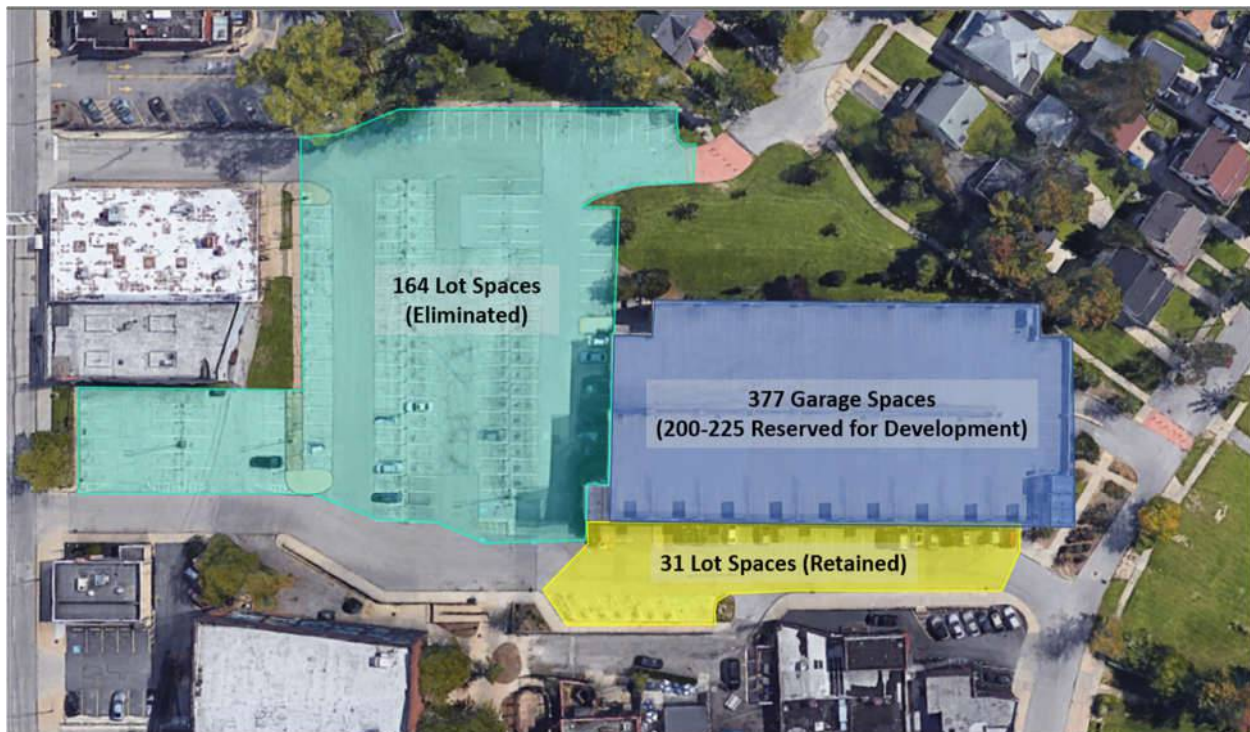 164 Lot Spaces
(Eliminated)
377 Garage Spaces
(200-225 Reserved for Development)
31 Lot Spaces (Retained)